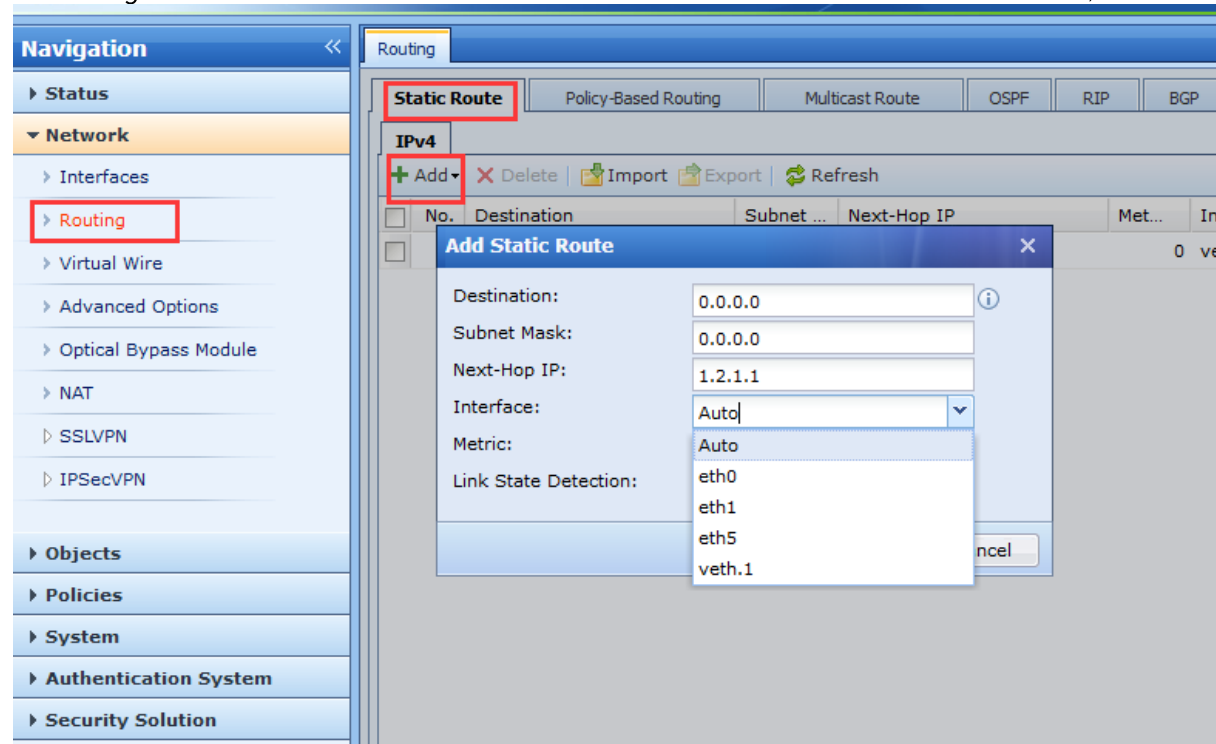 Navigation
Status
Network
Interfaces
Routing
Virtual Wire
Advanced Options
Optical Bypass Module
NAT
SSLVPN
IPSecVPN
Objects
Policies
System
Authentication System
Security Solution
Routing
Static Route Policy-Based Routing Multicast Route OSPF RIP BGP
IPv4
Add Delete Import Export Refresh
No. Destination Subnet ... Next-Hop IP Met...
0
Add Static Route
Destination: 0.0.0.0
Subnet Mask: 0.0.0.0
Next-Hop IP: 1.2.1.1
Interface: Auto
Metric:
Link State Detection:
Auto
eth0
eth1
eth5
veth.1